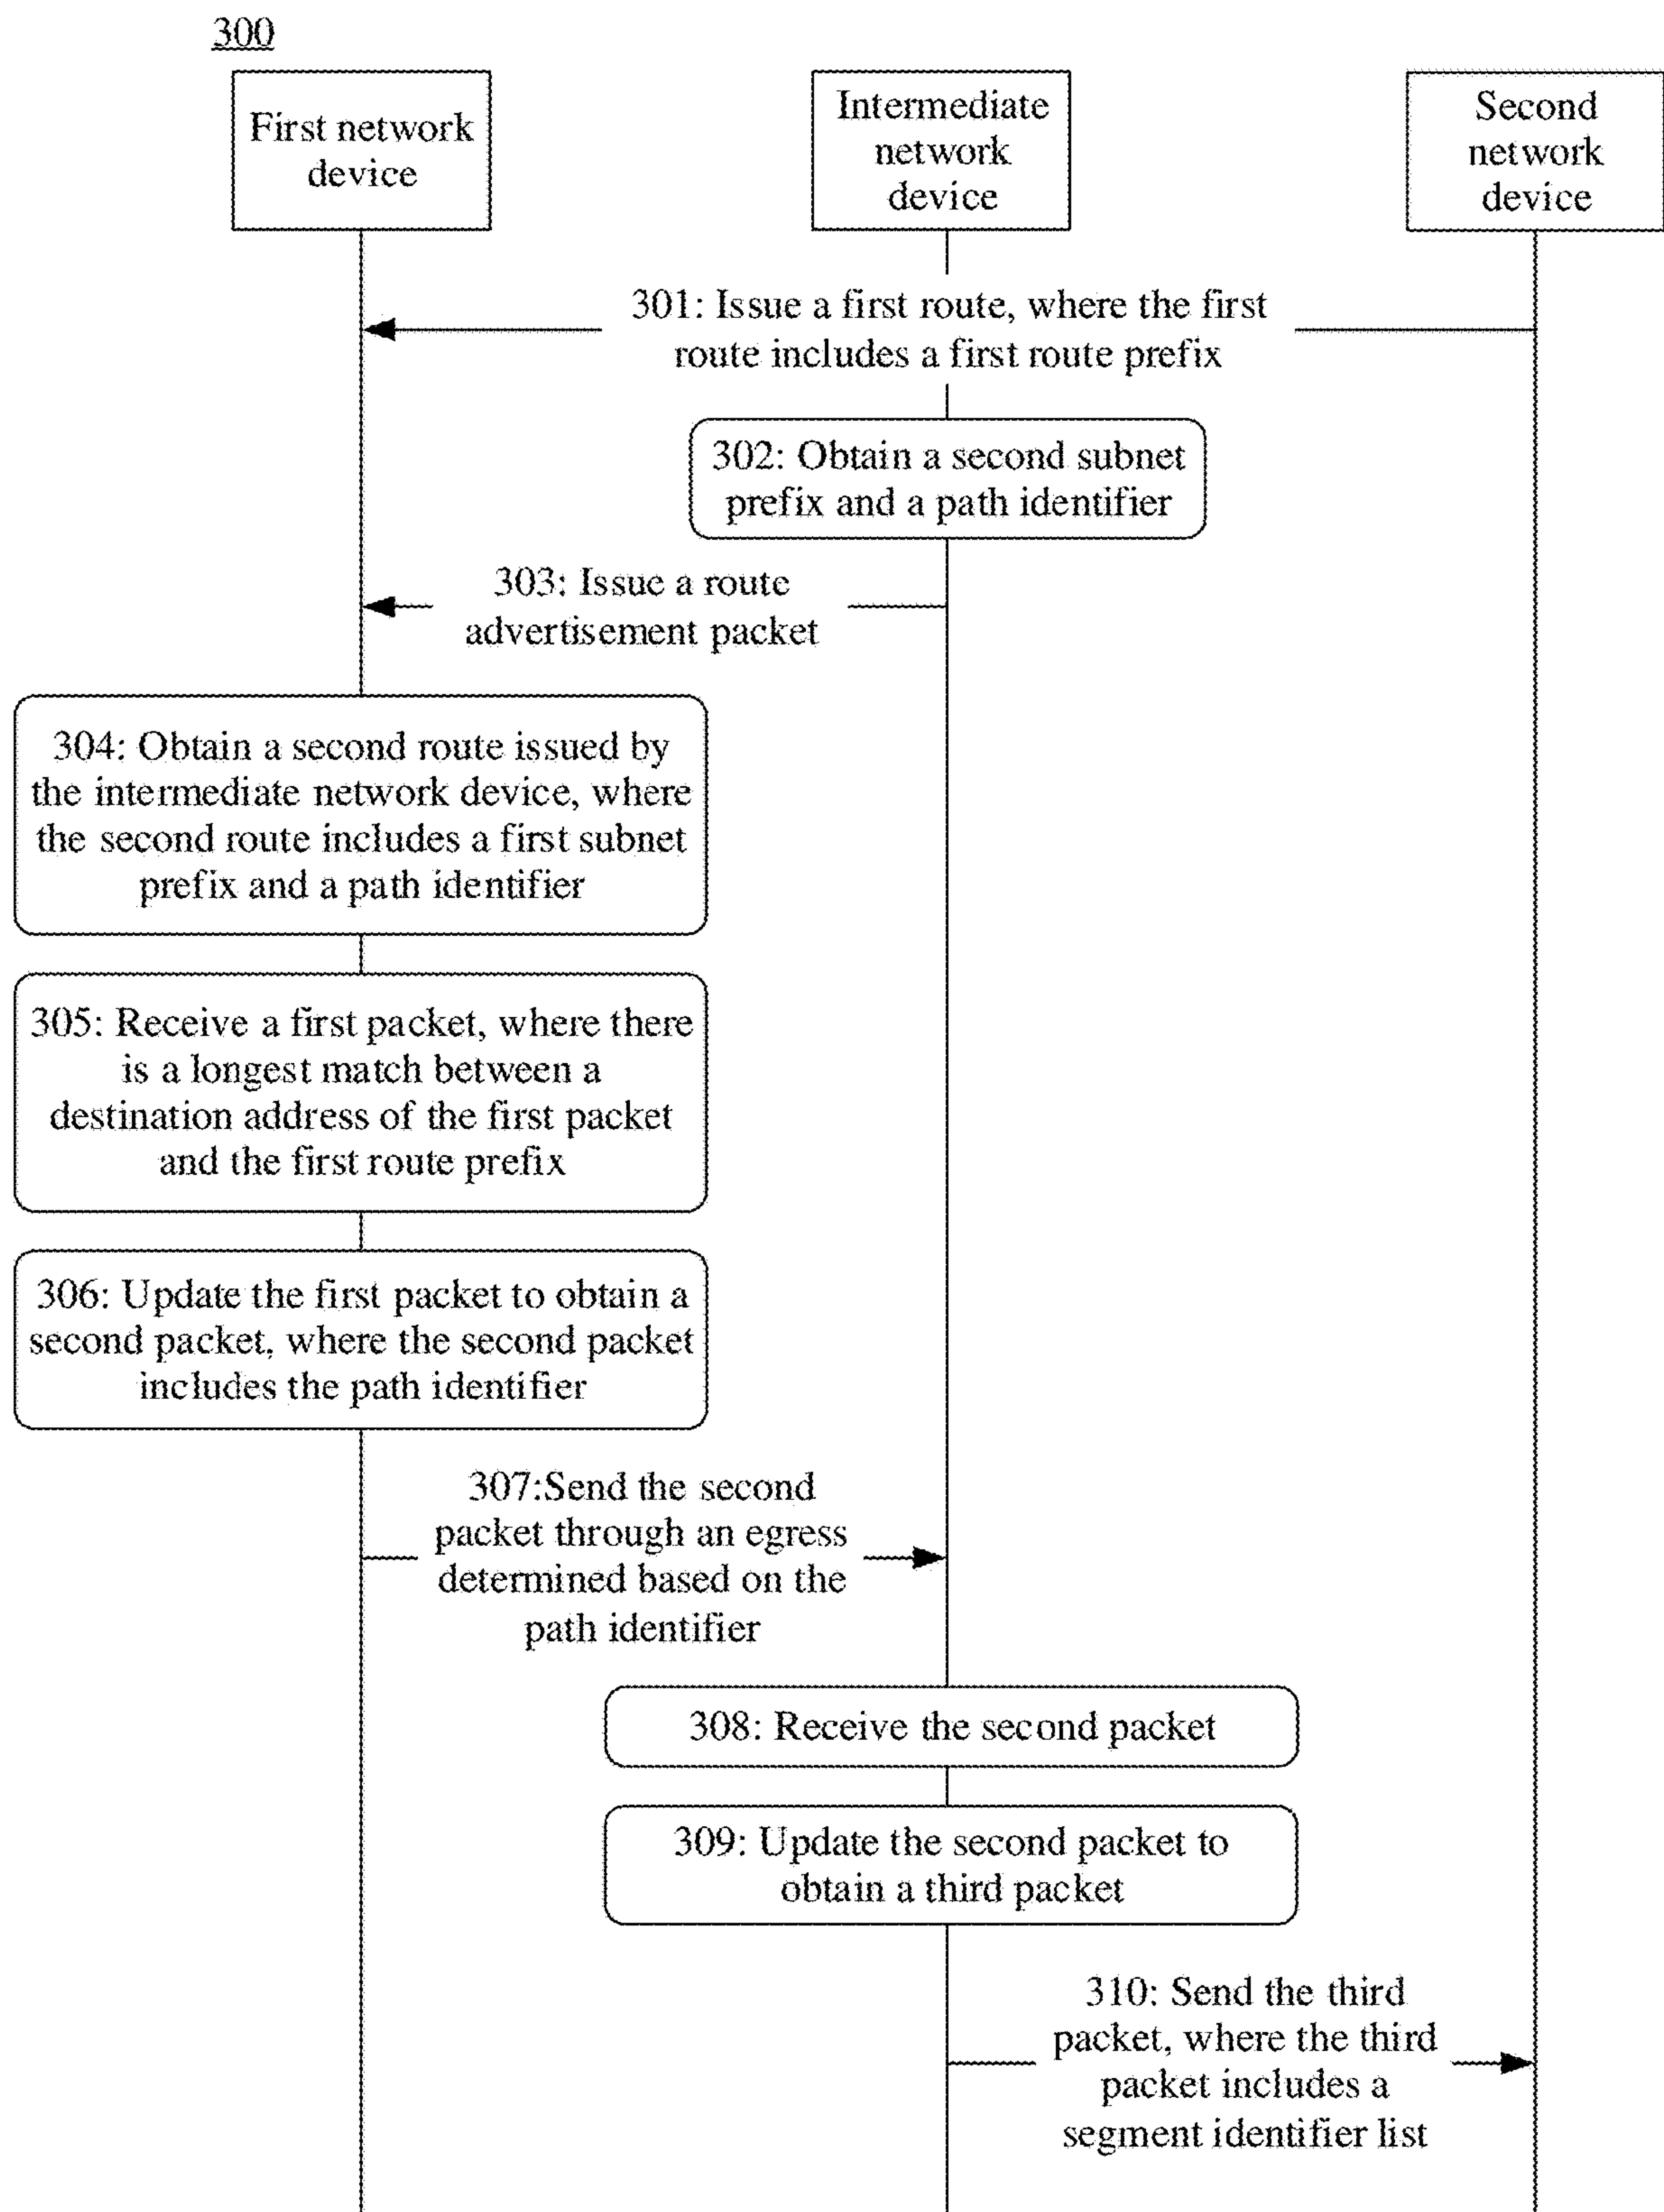 300
First network
device
Intermediate
network
device
Second
network
device
301: Issue a first route, where the first
route includes a first route prefix
302: Obtain a second subnet
prefix and a path identifier
303: Issue a route
advertisement packet
304: Obtain a second route issued by
the intermediate network device, where
the second route includes a first subnet
prefix and a path identifier
305: Receive a first packet, where there
is a longest match between a
destination address of the first packet
and the first route prefix
306: Update the first packet to obtain a
second packet, where the second packet
includes the path identifier
307:Send the second
packet through an egress
determined based on the
path identifier
308: Receive the second packet
309: Update the second packet to
obtain a third packet
310: Send the third
packet, where the third
packet includes a
segment identifier list